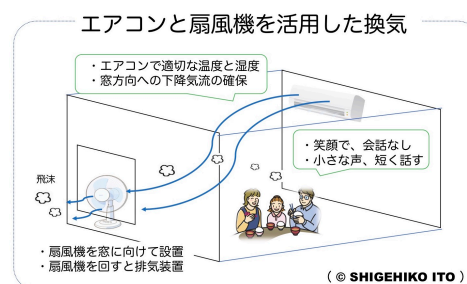 エアコンと扇風機を活用した換気
・エアコンで適切な温度と湿度
・窓方向への下降気流の確保
・笑顔で、会話なし
・小さな声、短く話す
飛沫
・扇風機を窓に向けて設置
・扇風機を回すと排気装置
（© SHIGEHIKO ITO）